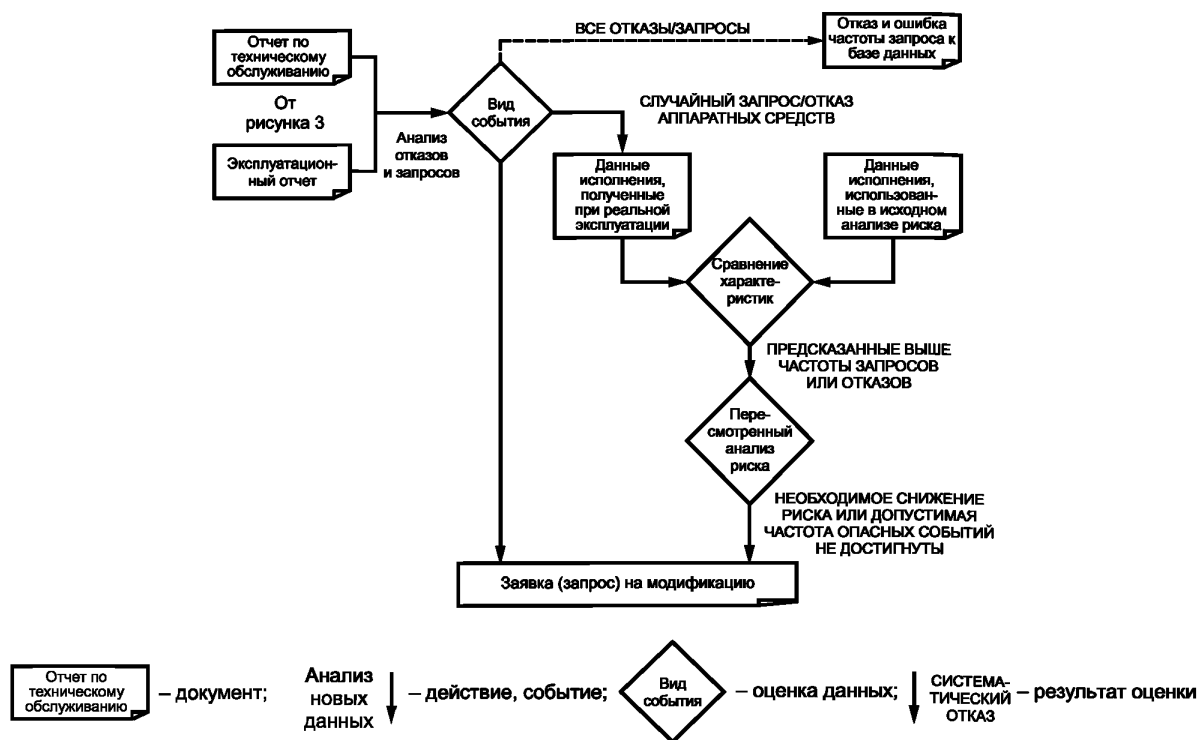 Отчет по
техническому
обслуживанию
От
рисунка 3
Эксплуатацион-
ный отчет
Анализ
отказов
и запросов
Вид
события
ВСЕ ОТКАЗЫ/ЗАПРОСЫ
Отказ и ошибка
частоты запроса к
базе данных
СЛУЧАЙНЫЙ ЗАПРОС/ОТКАЗ
АППАРАТНЫХ СРЕДСТВ
Данные
исполнения,
полученные
при реальной
эксплуатации
Данные
исполнения,
использован-
ные в исходном
анализе риска
Сравнение
характе-
ристик
ПРЕДСКАЗАННЫЕ ВЫШЕ
ЧАСТОТЫ ЗАПРОСОВ
ИЛИ ОТКАЗОВ
Пере-
смотренный
анализ
риска
НЕОБХОДИМОЕ СНИЖЕНИЕ
РИСКА ИЛИ ДОПУСТИМАЯ
ЧАСТОТА ОПАСНЫХ СОБЫТИЙ
НЕ ДОСТИГНУТЫ
Заявка (запрос) на модификацию
Отчет по
техническому
обслуживанию
– документ;
Анализ
новых
данных
– действие, событие;
Вид
события
– оценка данных;
СИСТЕМА-
ТИЧЕСКИЙ
ОТКАЗ
– результат оценки